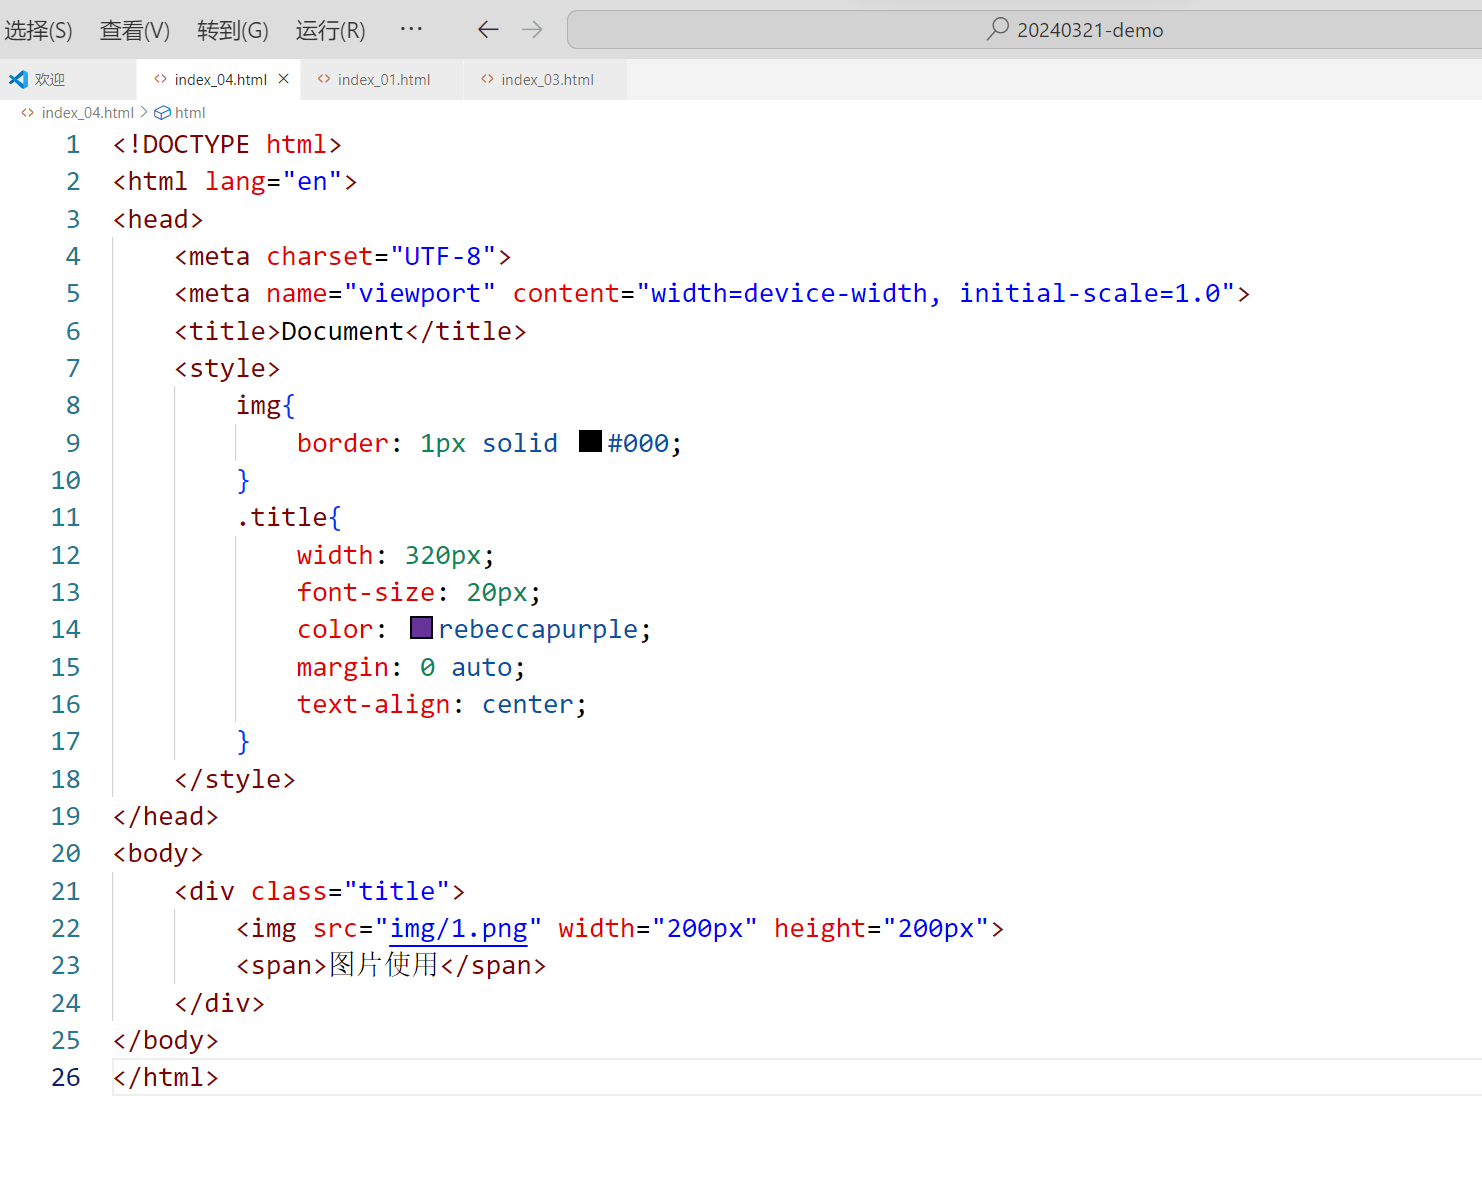 选择(S) 查看(V) 转到(G) 运行(R) ··· 20240321-demo
欢迎 index_04.html index_01.html index_03.html
index_04.html > html
1 <!DOCTYPE html>
2 <html lang="en">
3 <head>
4     <meta charset="UTF-8">
5     <meta name="viewport" content="width=device-width, initial-scale=1.0">
6     <title>Document</title>
7     <style>
8         img{
9             border: 1px solid #000;
10         }
11         .title{
12             width: 320px;
13             font-size: 20px;
14             color: rebeccapurple;
15             margin: 0 auto;
16             text-align: center;
17         }
18     </style>
19 </head>
20 <body>
21     <div class="title">
22         <img src="img/1.png" width="200px" height="200px">
23         <span>图片使用</span>
24     </div>
25 </body>
26 </html>